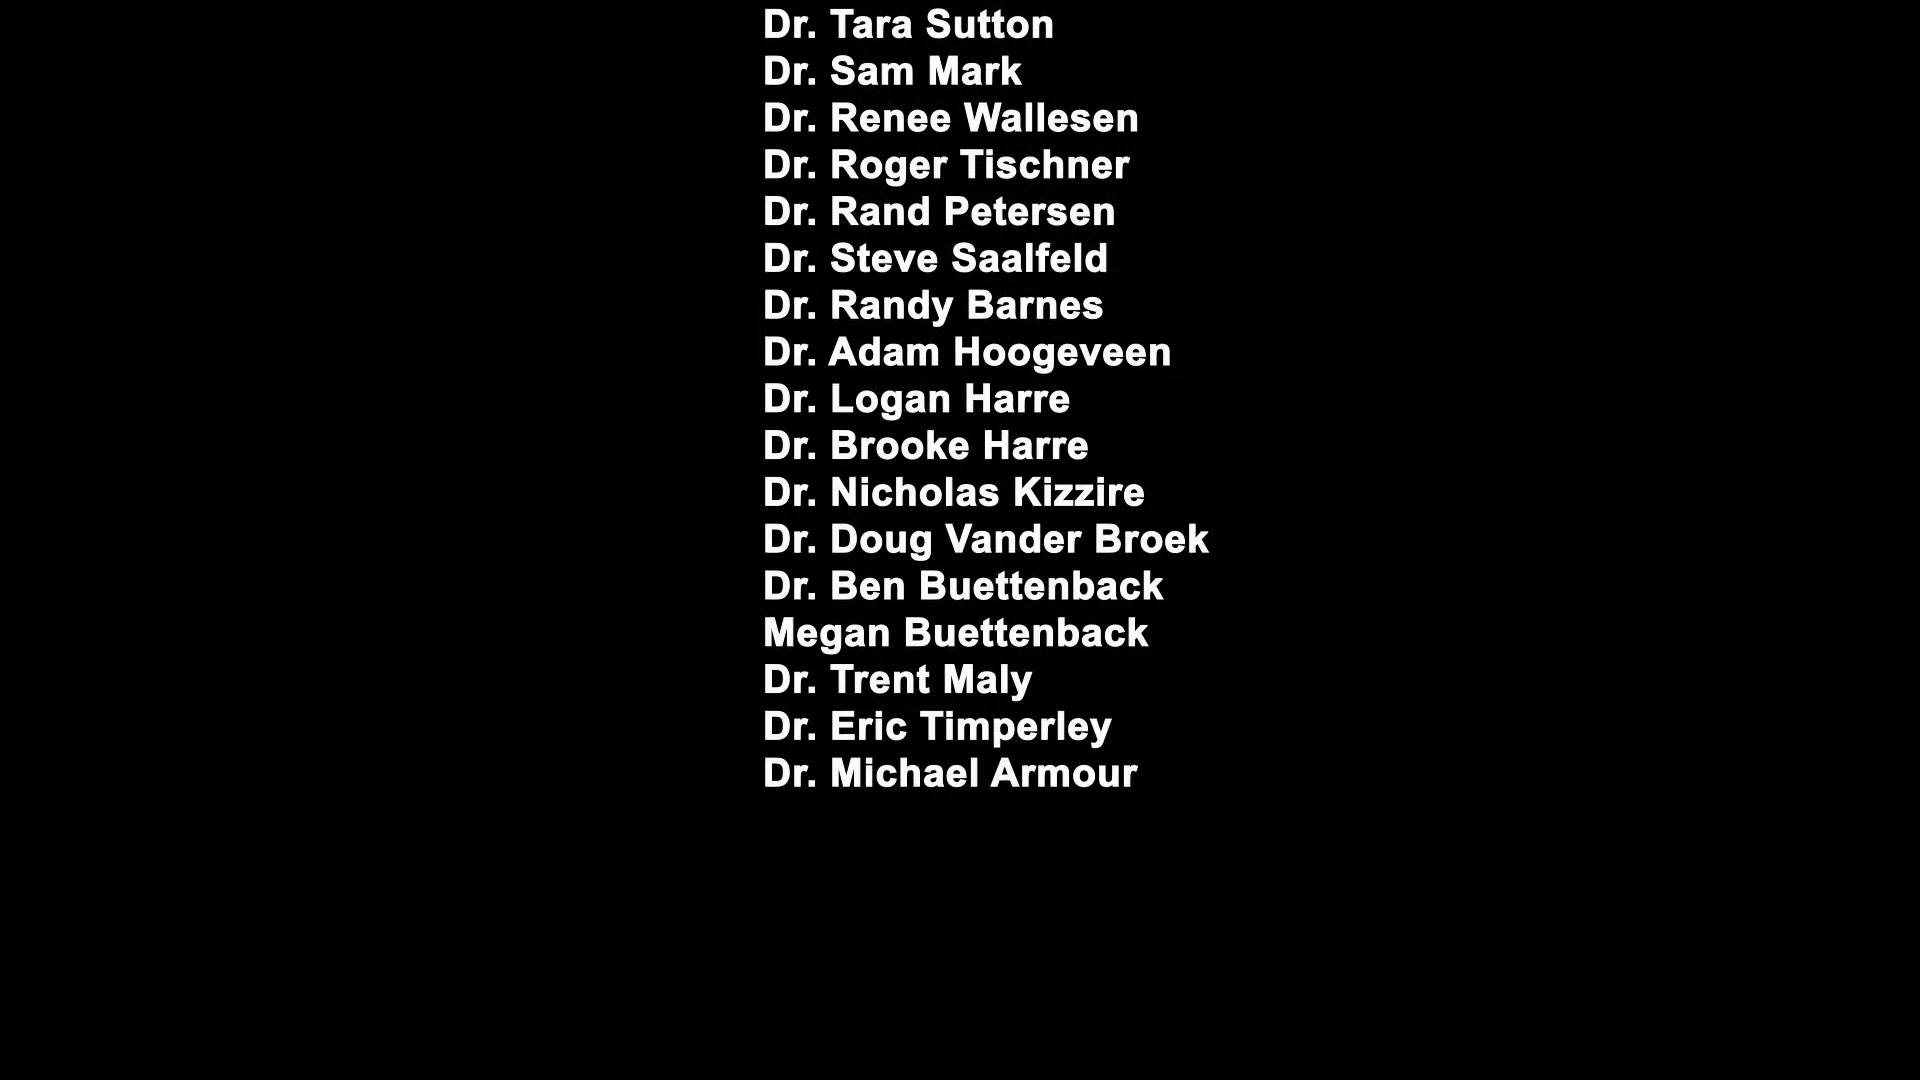 Dr. Tara Sutton
Dr. Sam Mark
Dr. Renee Wallesen
Dr. Roger Tischner
Dr. Rand Petersen
Dr. Steve Saalfeld
Dr. Randy Barnes
Dr. Adam Hoogeveen
Dr. Logan Harre
Dr. Brooke Harre
Dr. Nicholas Kizzire
Dr. Doug Vander Broek
Dr. Ben Buettenback
Megan Buettenback
Dr. Trent Maly
Dr. Eric Timperley
Dr. Michael Armour